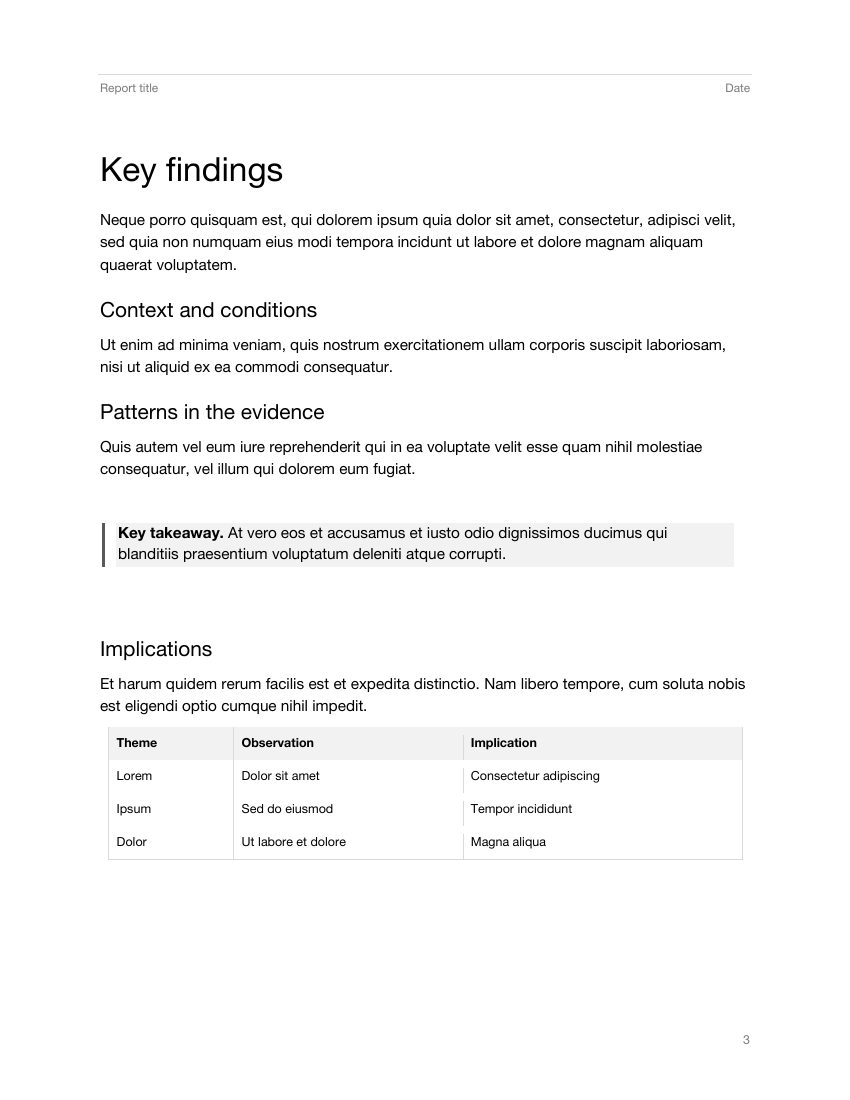 Report title Date
Key findings
Neque porro quisquam est, qui dolorem ipsum quia dolor sit amet, consectetur, adipisci velit,
sed quia non numquam eius modi tempora incidunt ut labore et dolore magnam aliquam
quaerat voluptatem.
Context and conditions
Ut enim ad minima veniam, quis nostrum exercitationem ullam corporis suscipit laboriosam,
nisi ut aliquid ex ea commodi consequatur.
Patterns in the evidence
Quis autem vel eum iure reprehenderit qui in ea voluptate velit esse quam nihil molestiae
consequatur, vel illum qui dolorem eum fugiat.
Key takeaway. At vero eos et accusamus et iusto odio dignissimos ducimus qui
blanditiis praesentium voluptatum deleniti atque corrupti.
Implications
Et harum quidem rerum facilis est et expedita distinctio. Nam libero tempore, cum soluta nobis
est eligendi optio cumque nihil impedit.
Theme Observation Implication
Lorem Dolor sit amet Consectetur adipiscing
Ipsum Sed do eiusmod Tempor incididunt
Dolor Ut labore et dolore Magna aliqua
3